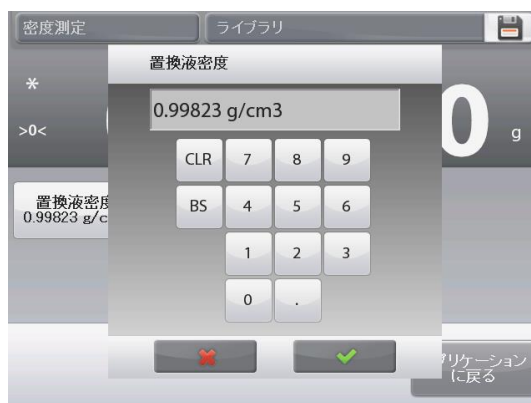 密度測定 ライブラリ
置換液密度
0.99823 g/cm3
*
>0< 0 g
CLR 7 8 9
BS 4 5 6
1 2 3
0 .
置換液密度
0.99823 g/c
プリケーション
に戻る